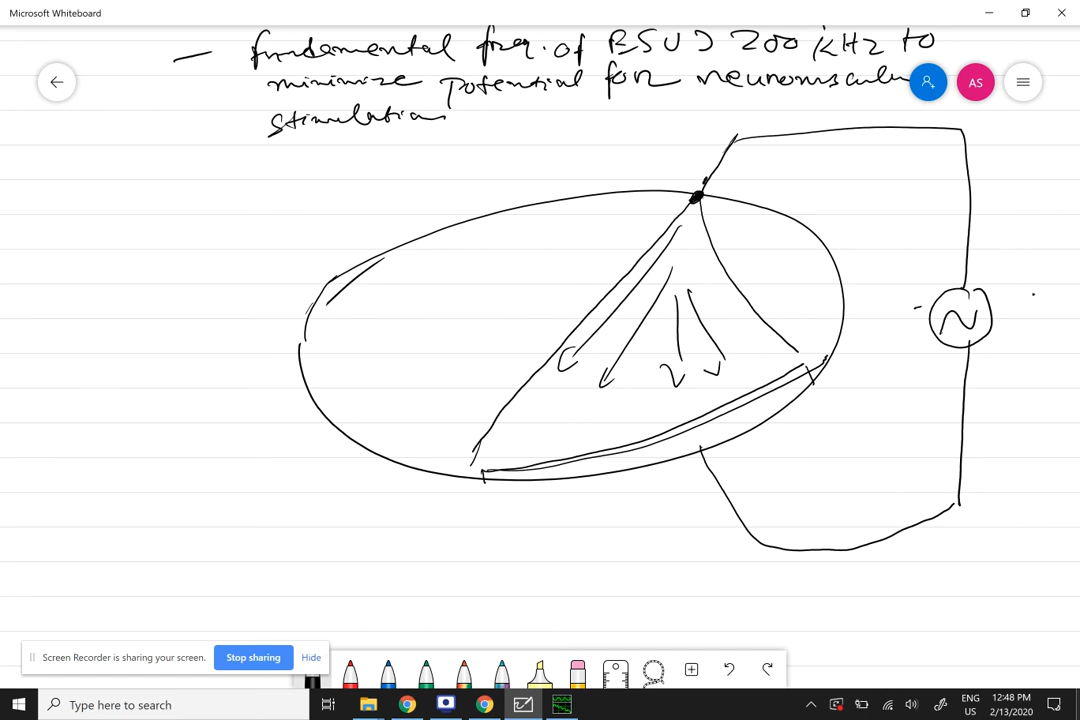 Microsoft Whiteboard
— fundamental freq. of ESU > 200 kHz to
minimize potential for neuromuscular
stimulation
AS
Screen Recorder is sharing your screen.
Stop sharing
Hide
Type here to search
ENG
US
12:48 PM
2/13/2020